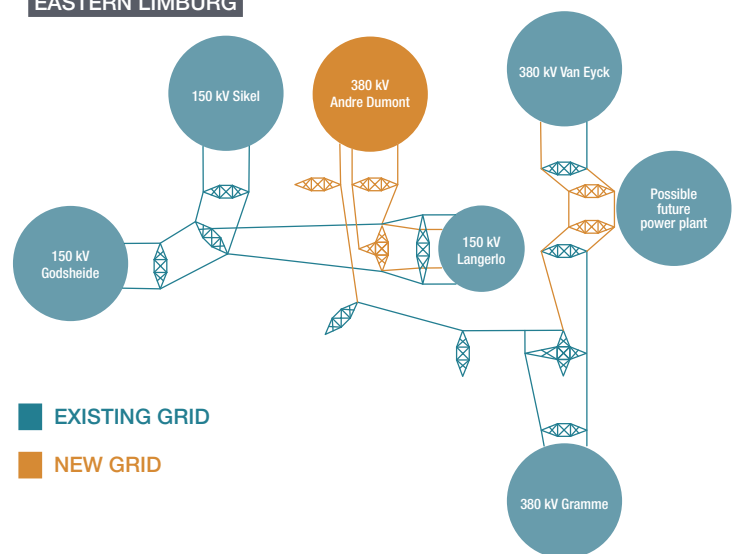 EASTERN LIMBURG
150 kV Sikel
380 kV
Andre Dumont
380 kV Van Eyck
Possible
future
power plant
150 kV
Godsheide
150 kV
Langerlo
EXISTING GRID
NEW GRID
380 kV Gramme